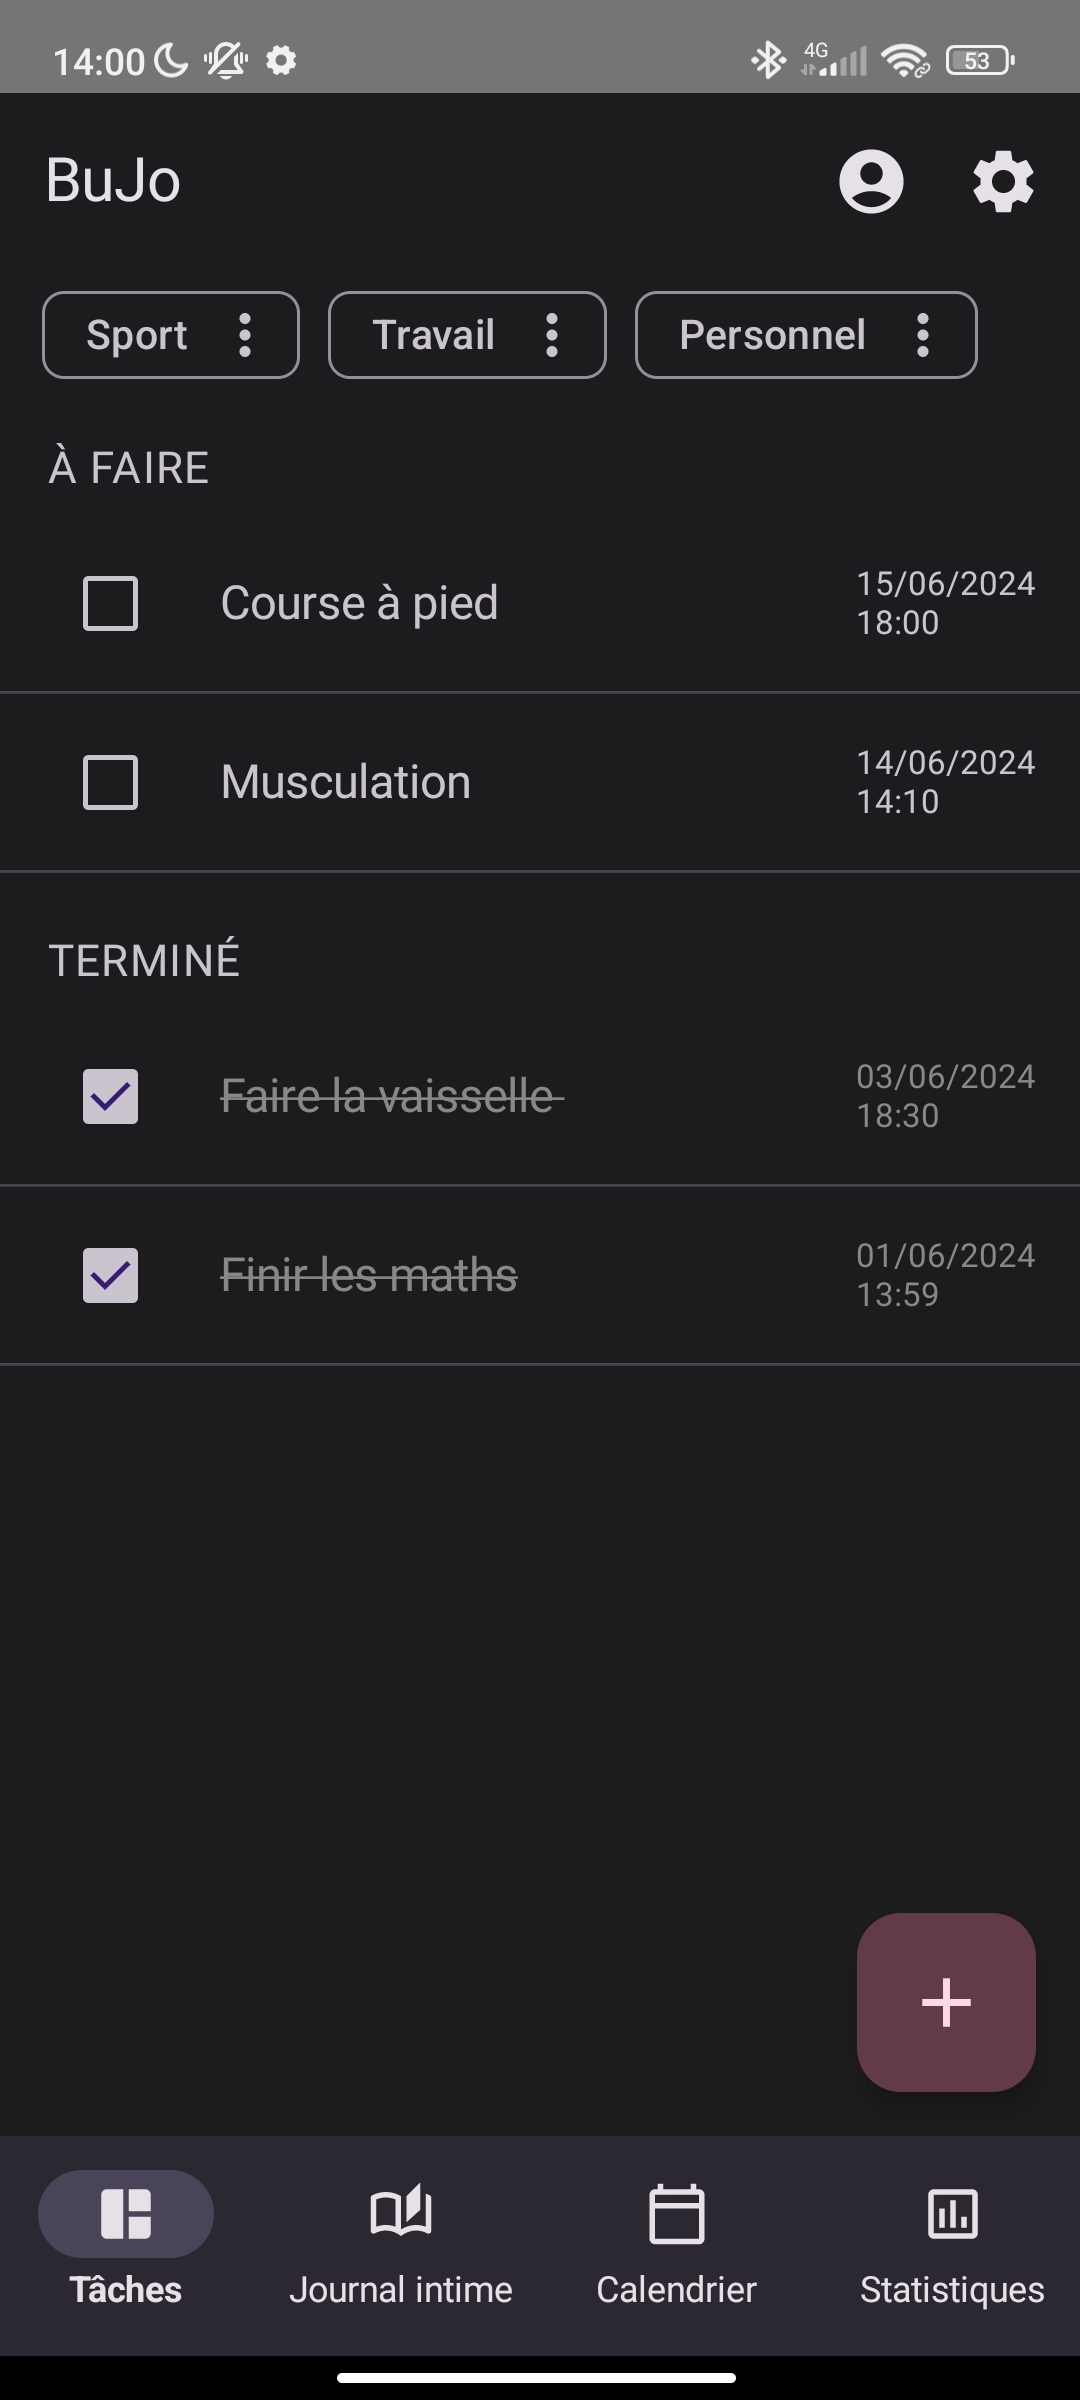 14:00
4G
53
BuJo
Sport
Travail
Personnel
À FAIRE
Course à pied
15/06/2024
18:00
Musculation
14/06/2024
14:10
TERMINÉ
Faire la vaisselle
03/06/2024
18:30
Finir les maths
01/06/2024
13:59
Tâches
Journal intime
Calendrier
Statistiques